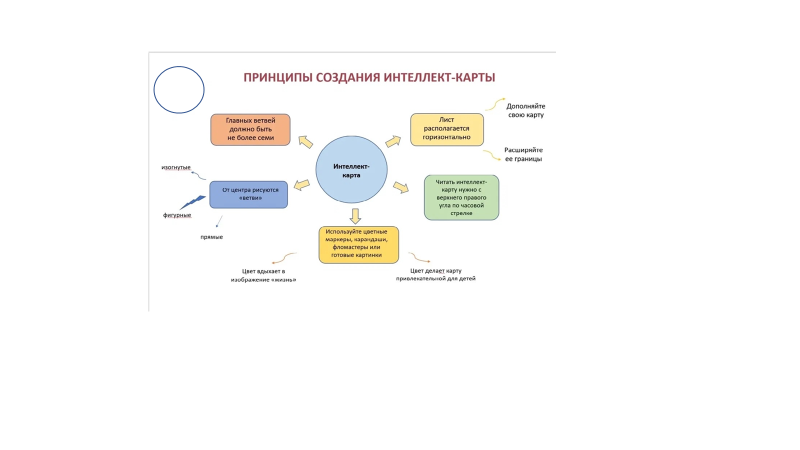 ПРИНЦИПЫ СОЗДАНИЯ ИНТЕЛЛЕКТ-КАРТЫ
Дополняйте
свою карту
Главных ветвей
должно быть
не более семи
Лист
располагается
горизонтально
Расширяйте
ее границы
Интеллект-
карта
изогнутые
От центра рисуются
«ветви»
фигурные
прямые
Читать интеллект-
карту нужно с
верхнего правого
угла по часовой
стрелке
Используйте цветные
маркеры, карандаши,
фломастеры или
готовые картинки
Цвет вдыхает в
изображение «жизнь»
Цвет делает карту
привлекательной для детей